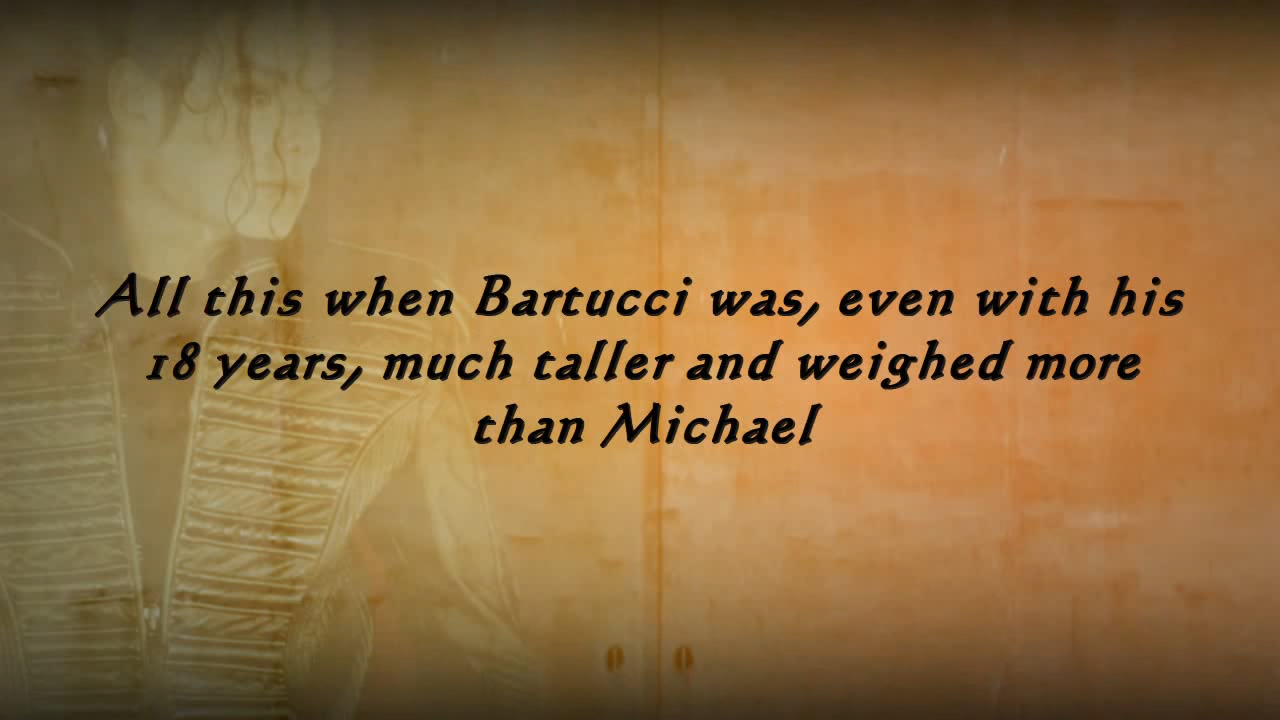 All this when Bartucci was, even with his
18 years, much taller and weighed more
than Michael